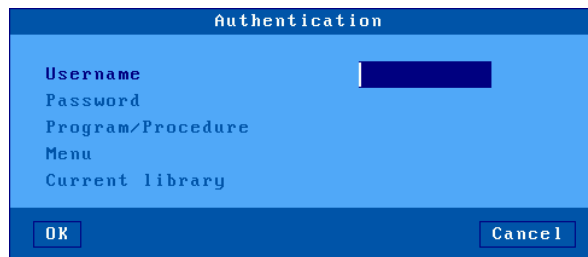 Authentication
Username
Password
Program/Procedure
Menu
Current library
OK Cancel